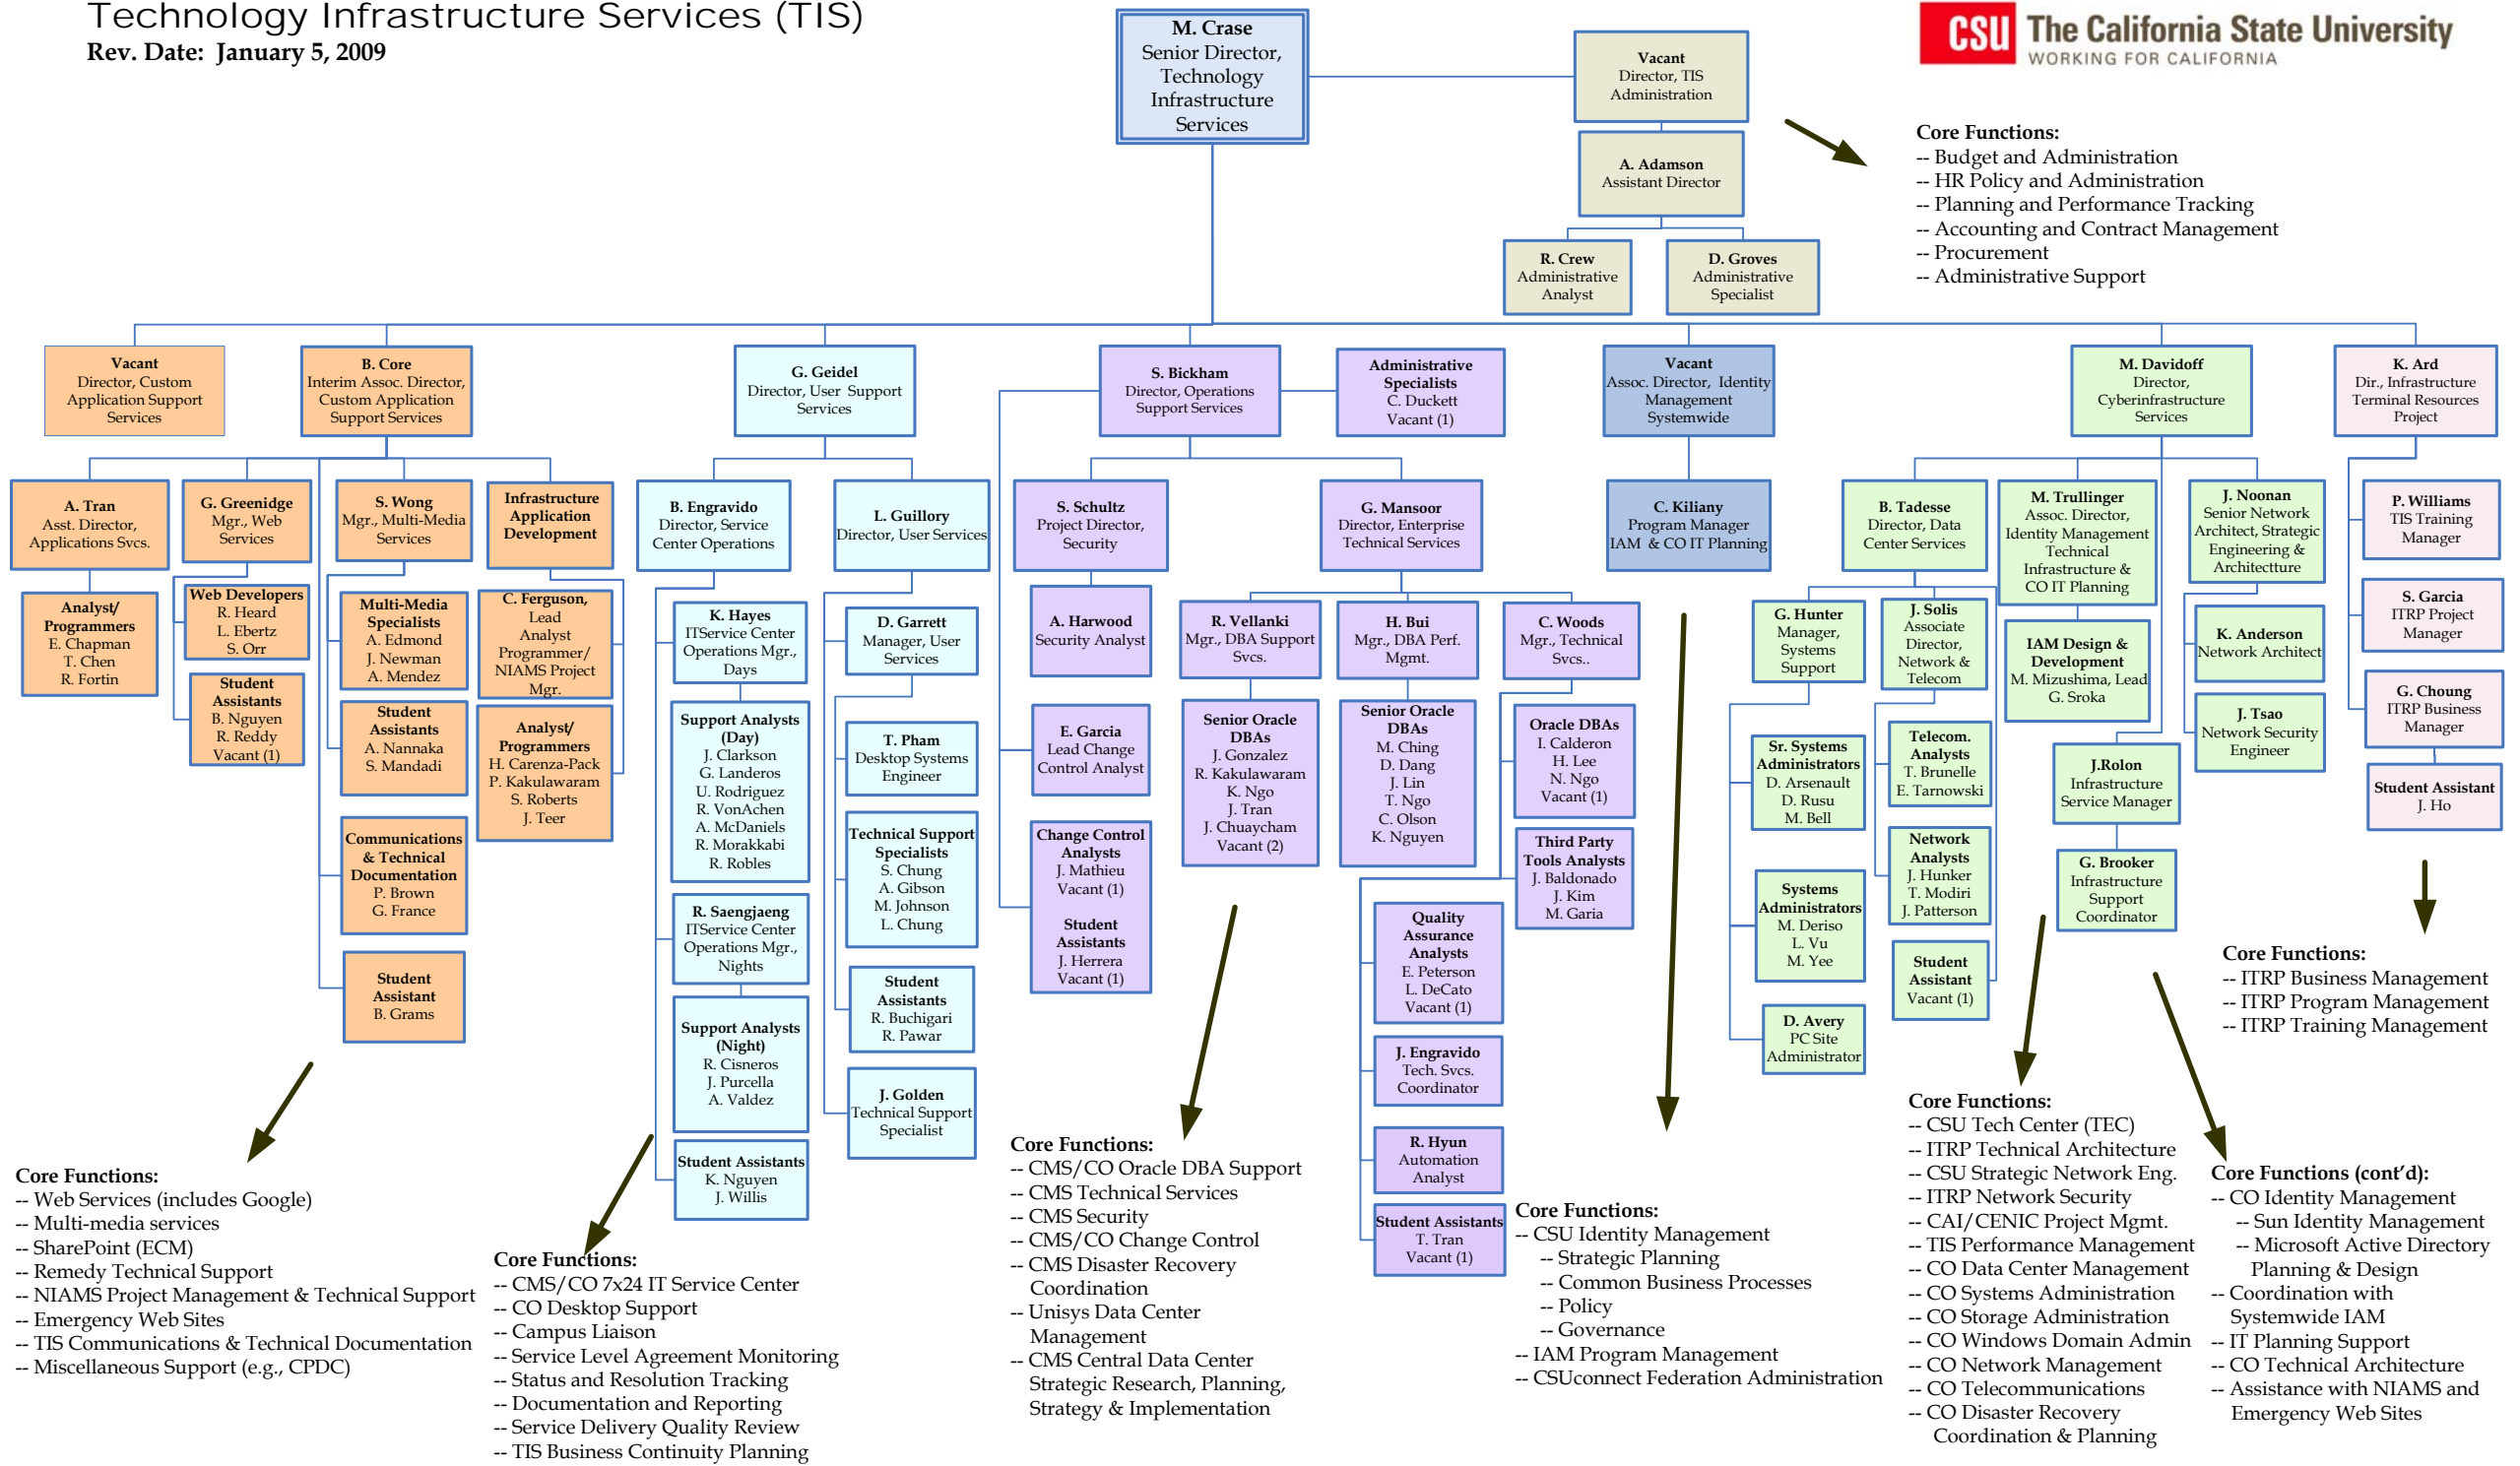 Technology Infrastructure Services (TIS)
Rev. Date:  January 5, 2009
CSU The California State University
WORKING FOR CALIFORNIA
M. Crase
Senior Director,
Technology
Infrastructure
Services
Vacant
Director, TIS
Administration
A. Adamson
Assistant Director
R. Crew
Administrative
Analyst
D. Groves
Administrative
Specialist
Core Functions:
-- Budget and Administration
-- HR Policy and Administration
-- Planning and Performance Tracking
-- Accounting and Contract Management
-- Procurement
-- Administrative Support
Vacant
Director, Custom
Application Support
Services
B. Core
Interim Assoc. Director,
Custom Application
Support Services
G. Geidel
Director, User  Support
Services
S. Bickham
Director, Operations
Support Services
Administrative
Specialists
C. Duckett
Vacant (1)
Vacant
Assoc. Director,  Identity
Management
Systemwide
M. Davidoff
Director,
Cyberinfrastructure
Services
K. Ard
Dir., Infrastructure
Terminal Resources
Project
A. Tran
Asst. Director,
Applications Svcs.
Analyst/
Programmers
E. Chapman
T. Chen
R. Fortin
G. Greenidge
Mgr., Web
Services
Web Developers
R. Heard
L. Ebertz
S. Orr
Student
Assistants
B. Nguyen
R. Reddy
Vacant (1)
S. Wong
Mgr., Multi-Media
Services
Multi-Media
Specialists
A. Edmond
J. Newman
A. Mendez
Student
Assistants
A. Nannaka
S. Mandadi
Communications
& Technical
Documentation
P. Brown
G. France
Student
Assistant
B. Grams
Infrastructure
Application
Development
C. Ferguson,
Lead
Analyst
Programmer/
NIAMS Project
Mgr.
Analyst/
Programmers
H. Carenza-Pack
P. Kakulawaram
S. Roberts
J. Teer
B. Engravido
Director, Service
Center Operations
K. Hayes
ITService Center
Operations Mgr.,
Days
Support Analysts
(Day)
J. Clarkson
G. Landeros
U. Rodriguez
R. VonAchen
A. McDaniels
R. Morakkabi
R. Robles
R. Saengjaeng
ITService Center
Operations Mgr.,
Nights
Support Analysts
(Night)
R. Cisneros
J. Purcella
A. Valdez
Student Assistants
K. Nguyen
J. Willis
L. Guillory
Director, User Services
D. Garrett
Manager, User
Services
T. Pham
Desktop Systems
Engineer
Technical Support
Specialists
S. Chung
A. Gibson
M. Johnson
L. Chung
Student
Assistants
R. Buchigari
R. Pawar
J. Golden
Technical Support
Specialist
S. Schultz
Project Director,
Security
A. Harwood
Security Analyst
E. Garcia
Lead Change
Control Analyst
Change Control
Analysts
J. Mathieu
Vacant (1)
Student
Assistants
J. Herrera
Vacant (1)
G. Mansoor
Director, Enterprise
Technical Services
R. Vellanki
Mgr., DBA Support
Svcs.
Senior Oracle
DBAs
J. Gonzalez
R. Kakulawaram
K. Ngo
J. Tran
J. Chuaycham
Vacant (2)
H. Bui
Mgr., DBA Perf.
Mgmt.
Senior Oracle
DBAs
M. Ching
D. Dang
J. Lin
T. Ngo
C. Olson
K. Nguyen
C. Woods
Mgr., Technical
Svcs..
Oracle DBAs
I. Calderon
H. Lee
N. Ngo
Vacant (1)
Third Party
Tools Analysts
J. Baldonado
J. Kim
M. Garia
Quality
Assurance
Analysts
E. Peterson
L. DeCato
Vacant (1)
J. Engravido
Tech. Svcs.
Coordinator
R. Hyun
Automation
Analyst
Student Assistants
T. Tran
Vacant (1)
C. Kiliany
Program Manager
IAM  & CO IT Planning
B. Tadesse
Director, Data
Center Services
G. Hunter
Manager,
Systems
Support
Sr. Systems
Administrators
D. Arsenault
D. Rusu
M. Bell
Systems
Administrators
M. Deriso
L. Vu
M. Yee
D. Avery
PC Site
Administrator
J. Solis
Associate
Director,
Network &
Telecom
Telecom.
Analysts
T. Brunelle
E. Tarnowski
Network
Analysts
J. Hunker
T. Modiri
J. Patterson
Student
Assistant
Vacant (1)
M. Trullinger
Assoc. Director,
Identity Management
Technical
Infrastructure &
CO IT Planning
IAM Design &
Development
M. Mizushima, Lead
G. Sroka
J.Rolon
Infrastructure
Service Manager
G. Brooker
Infrastructure
Support
Coordinator
J. Noonan
Senior Network
Architect, Strategic
Engineering &
Architectture
K. Anderson
Network Architect
J. Tsao
Network Security
Engineer
P. Williams
TIS Training
Manager
S. Garcia
ITRP Project
Manager
G. Choung
ITRP Business
Manager
Student Assistant
J. Ho
Core Functions:
-- ITRP Business Management
-- ITRP Program Management
-- ITRP Training Management
Core Functions:
-- Web Services (includes Google)
-- Multi-media services
-- SharePoint (ECM)
-- Remedy Technical Support
-- NIAMS Project Management & Technical Support
-- Emergency Web Sites
-- TIS Communications & Technical Documentation
-- Miscellaneous Support (e.g., CPDC)
Core Functions:
-- CMS/CO 7x24 IT Service Center
-- CO Desktop Support
-- Campus Liaison
-- Service Level Agreement Monitoring
-- Status and Resolution Tracking
-- Documentation and Reporting
-- Service Delivery Quality Review
-- TIS Business Continuity Planning
Core Functions:
-- CMS/CO Oracle DBA Support
-- CMS Technical Services
-- CMS Security
-- CMS/CO Change Control
-- CMS Disaster Recovery
Coordination
-- Unisys Data Center
Management
-- CMS Central Data Center
Strategic Research, Planning,
Strategy & Implementation
Core Functions:
-- CSU Identity Management
-- Strategic Planning
-- Common Business Processes
-- Policy
-- Governance
-- IAM Program Management
-- CSUconnect Federation Administration
Core Functions:
-- CSU Tech Center (TEC)
-- ITRP Technical Architecture
-- CSU Strategic Network Eng.
-- ITRP Network Security
-- CAI/CENIC Project Mgmt.
-- TIS Performance Management
-- CO Data Center Management
-- CO Systems Administration
-- CO Storage Administration
-- CO Windows Domain Admin
-- CO Network Management
-- CO Telecommunications
-- CO Disaster Recovery
Coordination & Planning
Core Functions (cont’d):
-- CO Identity Management
-- Sun Identity Management
-- Microsoft Active Directory
Planning & Design
-- Coordination with
Systemwide IAM
-- IT Planning Support
-- CO Technical Architecture
-- Assistance with NIAMS and
Emergency Web Sites